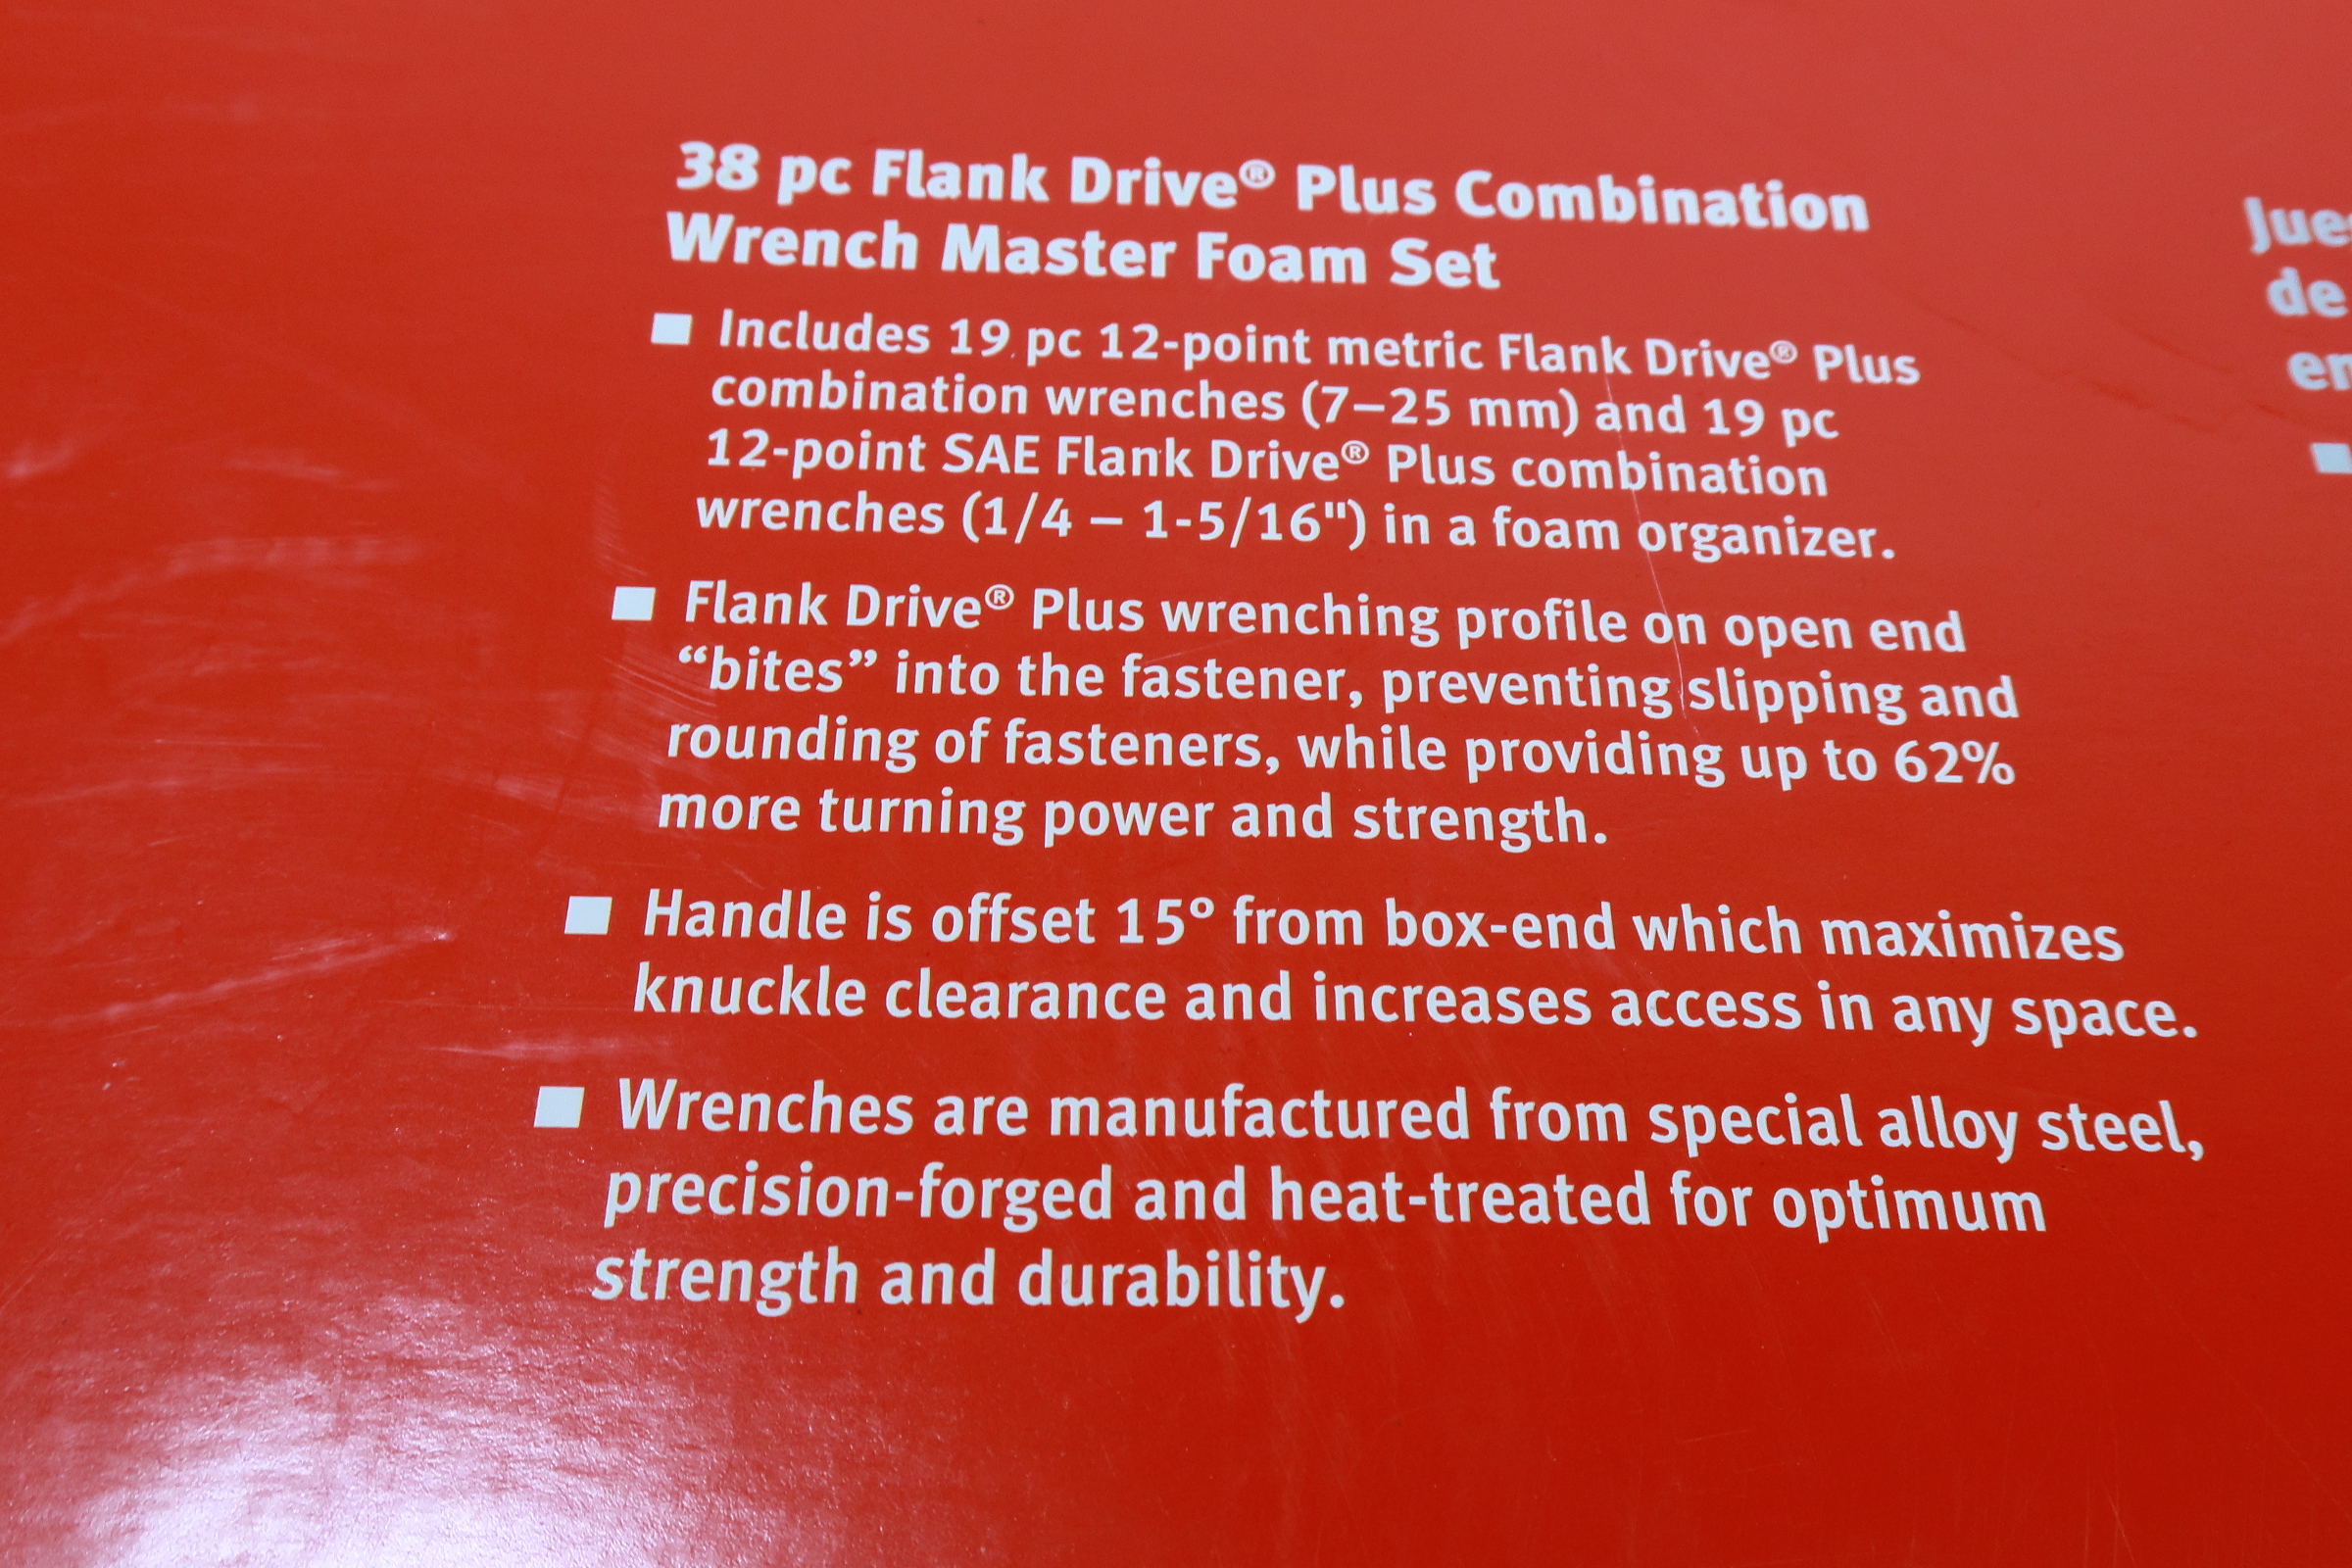 38 pc Flank Drive® Plus Combination
Wrench Master Foam Set
■ Includes 19 pc 12-point metric Flank Drive® Plus
combination wrenches (7–25 mm) and 19 pc
12-point SAE Flank Drive® Plus combination
wrenches (1/4 – 1-5/16") in a foam organizer.
■ Flank Drive® Plus wrenching profile on open end
“bites” into the fastener, preventing slipping and
rounding of fasteners, while providing up to 62%
more turning power and strength.
■ Handle is offset 15° from box-end which maximizes
knuckle clearance and increases access in any space.
■ Wrenches are manufactured from special alloy steel,
precision-forged and heat-treated for optimum
strength and durability.
de